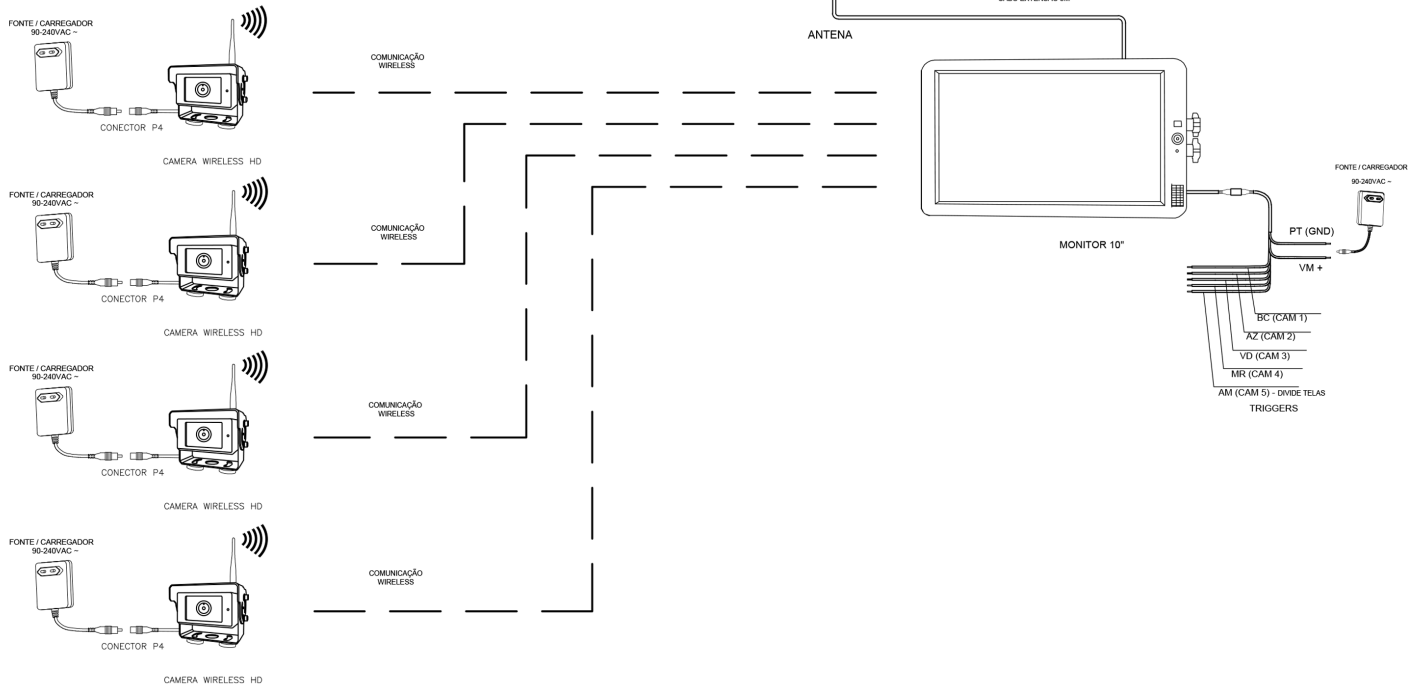 FONTE / CARREGADOR
90-240VAC ~
CONECTOR P4
CAMERA WIRELESS HD
COMUNICAÇÃO
WIRELESS
ANTENA
FONTE / CARREGADOR
90-240VAC ~
CONECTOR P4
CAMERA WIRELESS HD
COMUNICAÇÃO
WIRELESS
MONITOR 10"
FONTE / CARREGADOR
90-240VAC ~
PT (GND)
VM +
BC (CAM 1)
AZ (CAM 2)
VD (CAM 3)
MR (CAM 4)
AM (CAM 5) - DIVIDE TELAS
TRIGGERS
FONTE / CARREGADOR
90-240VAC ~
CONECTOR P4
CAMERA WIRELESS HD
COMUNICAÇÃO
WIRELESS
FONTE / CARREGADOR
90-240VAC ~
CONECTOR P4
CAMERA WIRELESS HD
COMUNICAÇÃO
WIRELESS